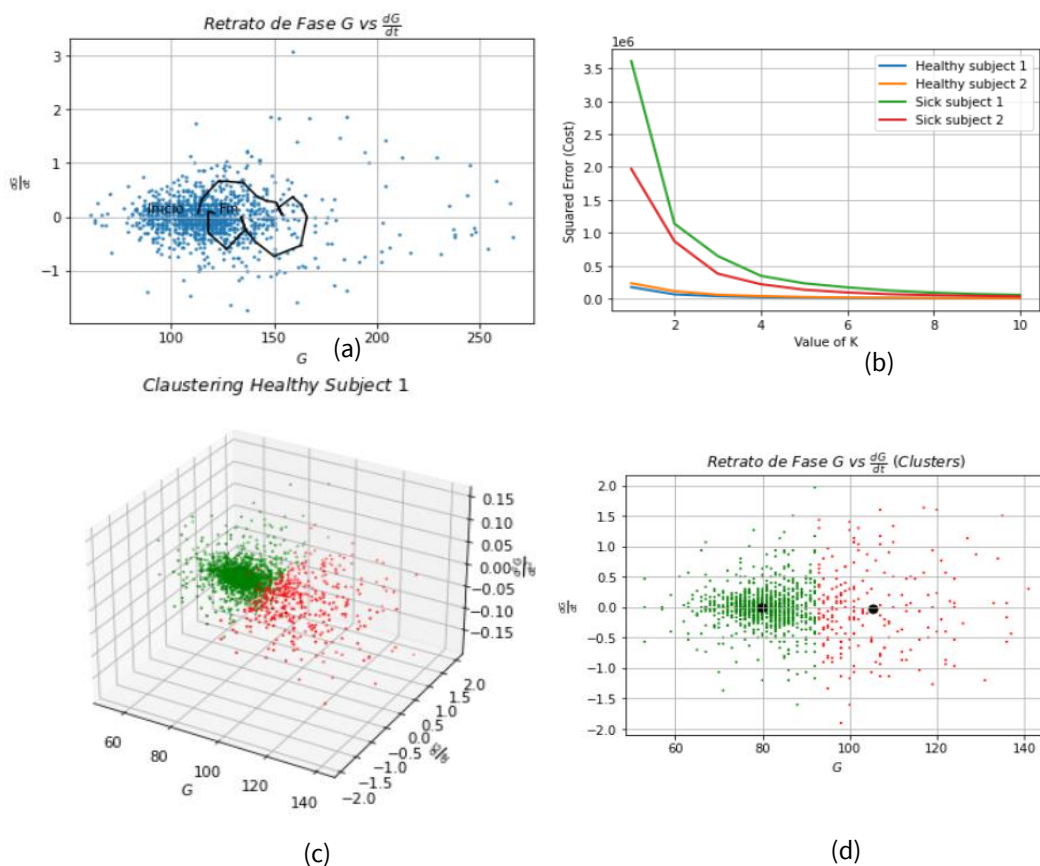 Retrato de Fase G vs dG/dt
3
2
1
0
−1
dG/dt
Inicio
Fin
100
150
200
250
G
(a)
1e6
3.5
3.0
2.5
2.0
1.5
1.0
0.5
0.0
Squared Error (Cost)
Healthy subject 1
Healthy subject 2
Sick subject 1
Sick subject 2
2
4
6
8
10
Value of K
(b)
Claustering Healthy Subject 1
0.15
0.10
0.05
0.00
−0.05
−0.10
−0.15
2.0
1.5
1.0
0.5
0.0
−0.5
−1.0
−1.5
−2.0
dG/dt
60
80
100
120
140
G
(c)
Retrato de Fase G vs dG/dt (Clusters)
2.0
1.5
1.0
0.5
0.0
−0.5
−1.0
−1.5
−2.0
dG/dt
60
80
100
120
140
G
(d)